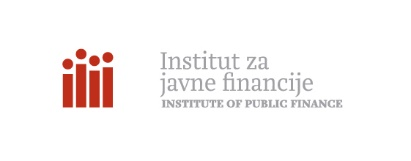 Institut za
javne financije
INSTITUTE OF PUBLIC FINANCE